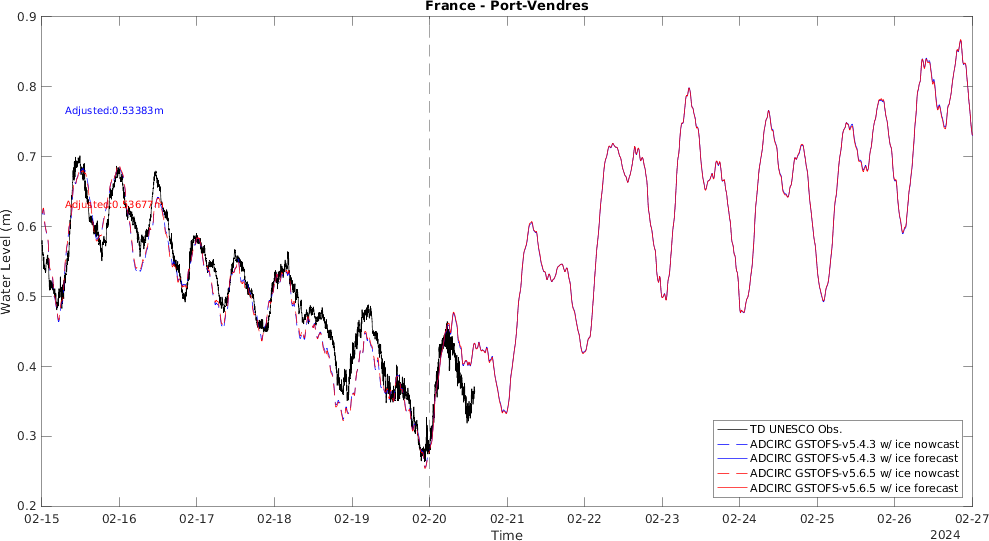 France - Port-Vendres
Water Level (m)
0.9
0.8
0.7
0.6
0.5
0.4
0.3
0.2
Adjusted:0.53383m
Adjusted:0.53677m
TD UNESCO Obs.
ADCIRC GSTOFS-v5.4.3 w/ ice nowcast
ADCIRC GSTOFS-v5.4.3 w/ ice forecast
ADCIRC GSTOFS-v5.6.5 w/ ice nowcast
ADCIRC GSTOFS-v5.6.5 w/ ice forecast
02-15 02-16 02-17 02-18 02-19 02-20 02-21 02-22 02-23 02-24 02-25 02-26 02-27
Time
2024